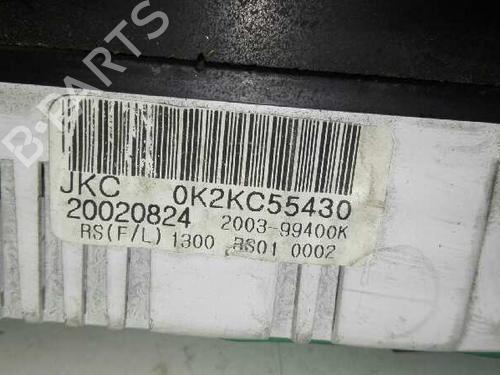 B-PARTS
JKC 0K2KC55430
20020824 2003-99400K
RS(F/L) 1300 RS01 0002